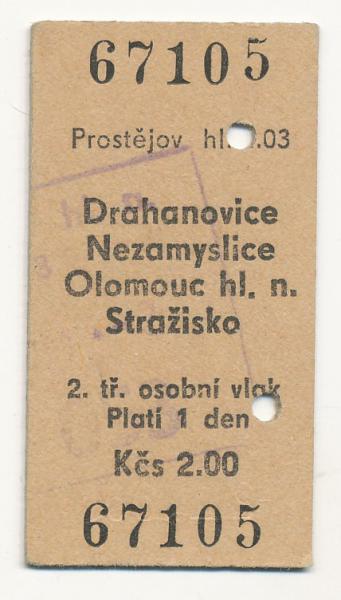 67105
Prostějov hl. .03
Drahanovice
Nezamyslice
Olomouc hl. n.
Stražisko
2. tř. osobní vlak
Platí 1 den
Kčs 2.00
67105